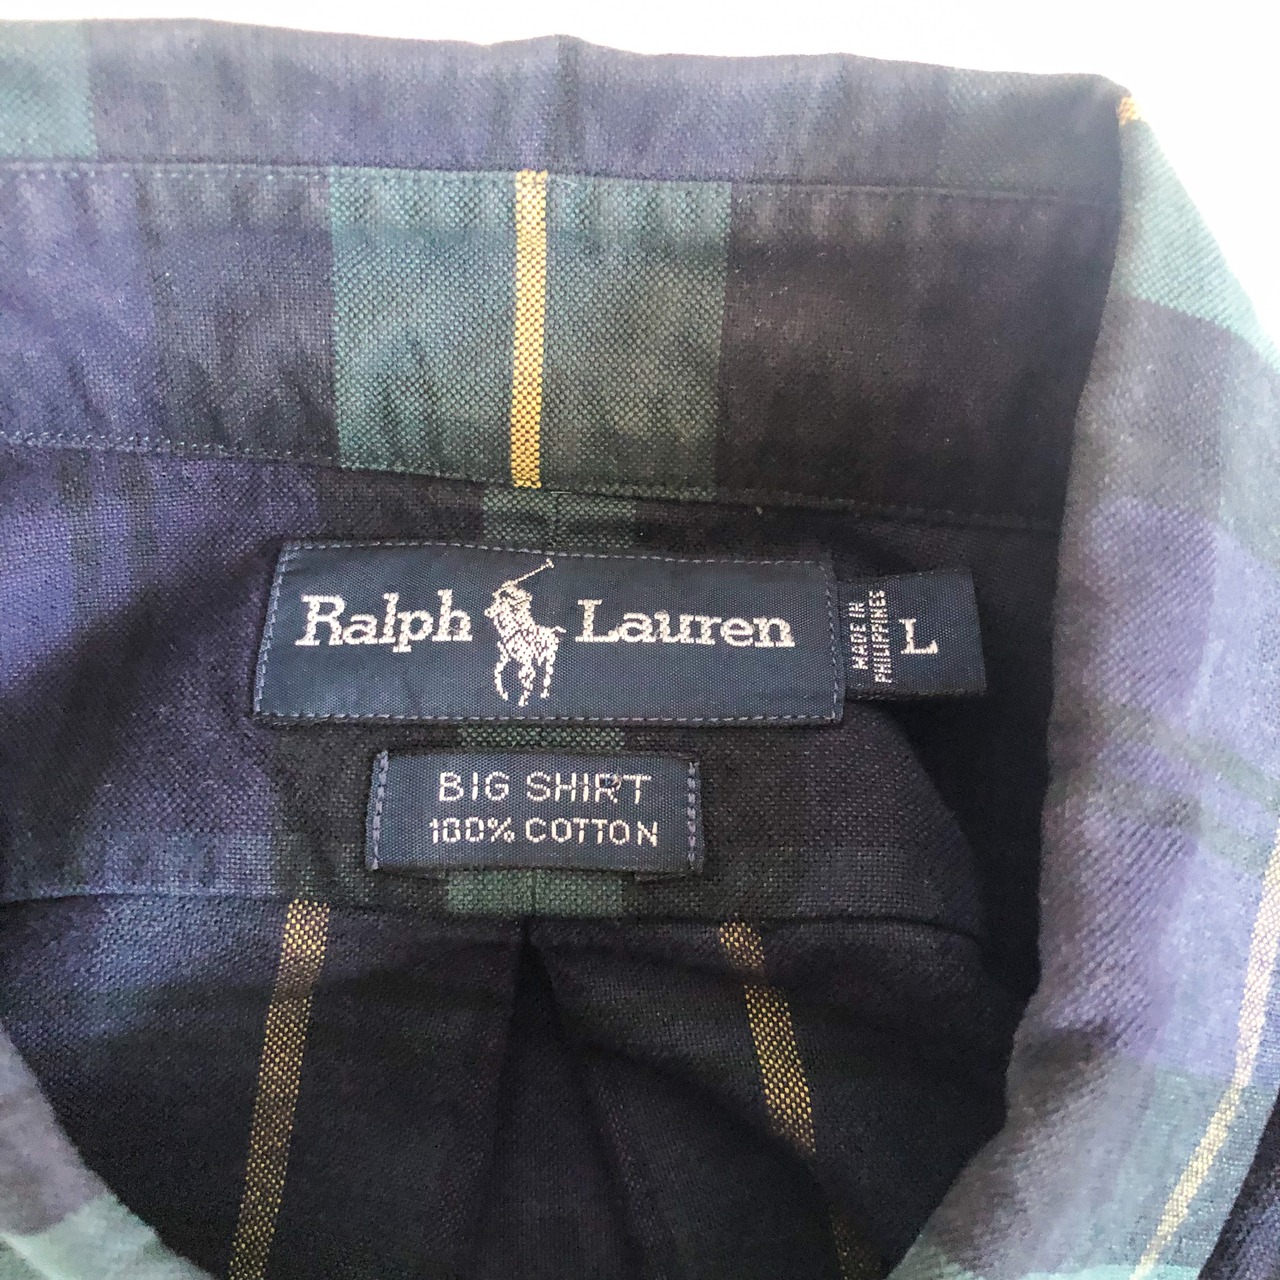 Ralph Lauren
MADE IN
PHILIPPINES
L
BIG SHIRT
100% COTTON